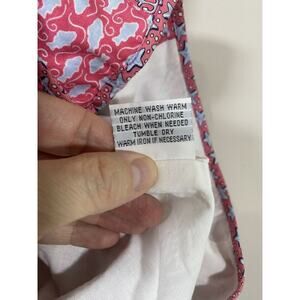 MACHINE WASH WARM
ONLY NON-CHLORINE
BLEACH WHEN NEEDED
TUMBLE DRY
WARM IRON IF NECESSARY